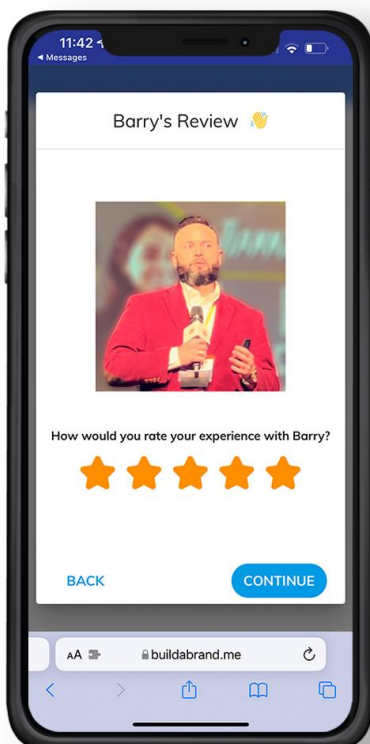 11:42
Messages
Barry's Review
How would you rate your experience with Barry?
BACK
CONTINUE
AA
buildabrand.me